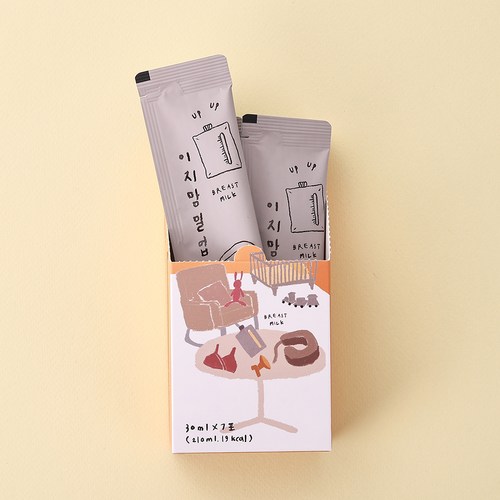 UP UP
BREAST
MILK
이지맘밀업
UP UP
BREAST
MILK
이지맘
BREAST
MILK
30ml × 7포
(210ml, 19kcal)